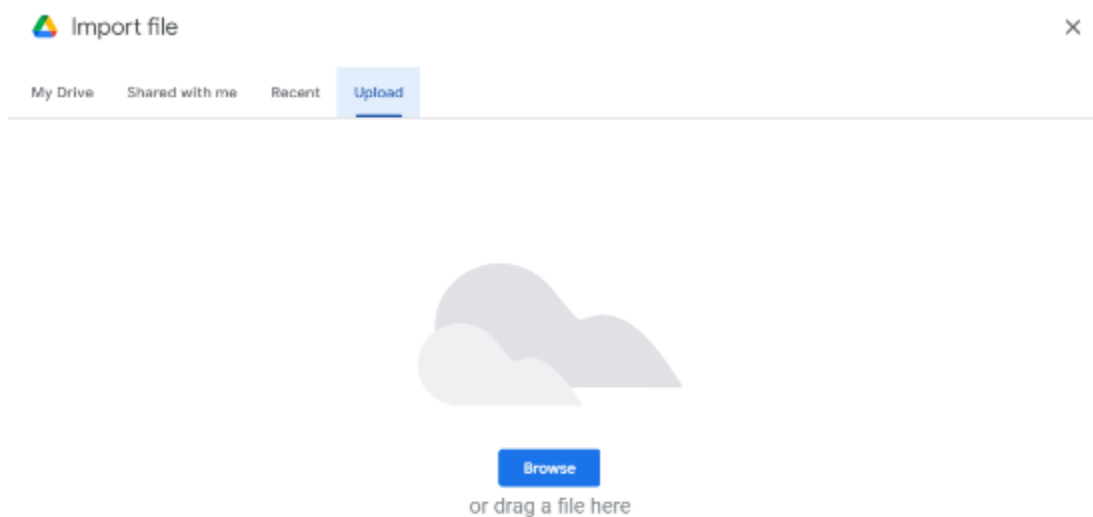 Import file
My Drive Shared with me Recent Upload
Browse
or drag a file here